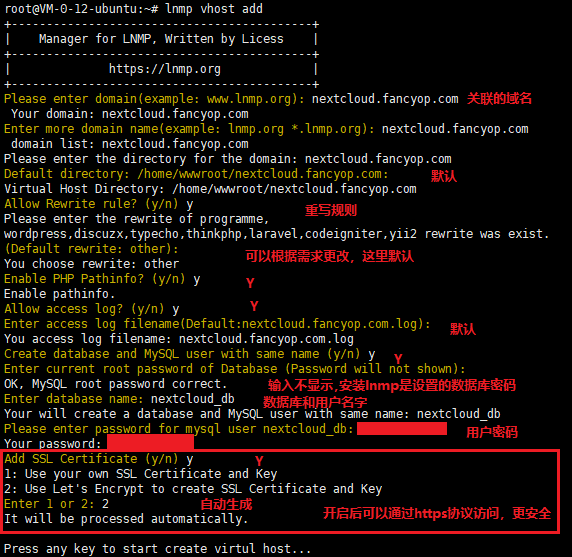 root@VM-0-12-ubuntu:~# lnmp vhost add
+-------------------------------------------+
|    Manager for LNMP, Written by Licess    |
+-------------------------------------------+
|             https://lnmp.org              |
+-------------------------------------------+
Please enter domain(example: www.lnmp.org): nextcloud.fancyop.com 关联的域名
 Your domain: nextcloud.fancyop.com
Enter more domain name(example: lnmp.org *.lnmp.org): nextcloud.fancyop.com
 domain list: nextcloud.fancyop.com
Please enter the directory for the domain: nextcloud.fancyop.com
Default directory: /home/wwwroot/nextcloud.fancyop.com: 默认
Virtual Host Directory: /home/wwwroot/nextcloud.fancyop.com
Allow Rewrite rule? (y/n) y 重写规则
Please enter the rewrite of programme,
wordpress,discuzx,typecho,thinkphp,laravel,codeigniter,yii2 rewrite was exist.
(Default rewrite: other): 可以根据需求更改，这里默认
You choose rewrite: other
Enable PHP Pathinfo? (y/n) y Y
Enable pathinfo.
Allow access log? (y/n) y Y
Enter access log filename(Default:nextcloud.fancyop.com.log): 默认
You access log filename: nextcloud.fancyop.com.log
Create database and MySQL user with same name (y/n) y Y
Enter current root password of Database (Password will not shown):
OK, MySQL root password correct. 输入不显示,安装lnmp是设置的数据库密码
Enter database name: nextcloud_db 数据库和用户名字
Your will create a database and MySQL user with same name: nextcloud_db
Please enter password for mysql user nextcloud_db: 用户密码
Your password:
Add SSL Certificate (y/n) y Y
1: Use your own SSL Certificate and Key
2: Use Let's Encrypt to create SSL Certificate and Key
Enter 1 or 2: 2 自动生成
It will be processed automatically. 开启后可以通过https协议访问，更安全
Press any key to start create virtul host...